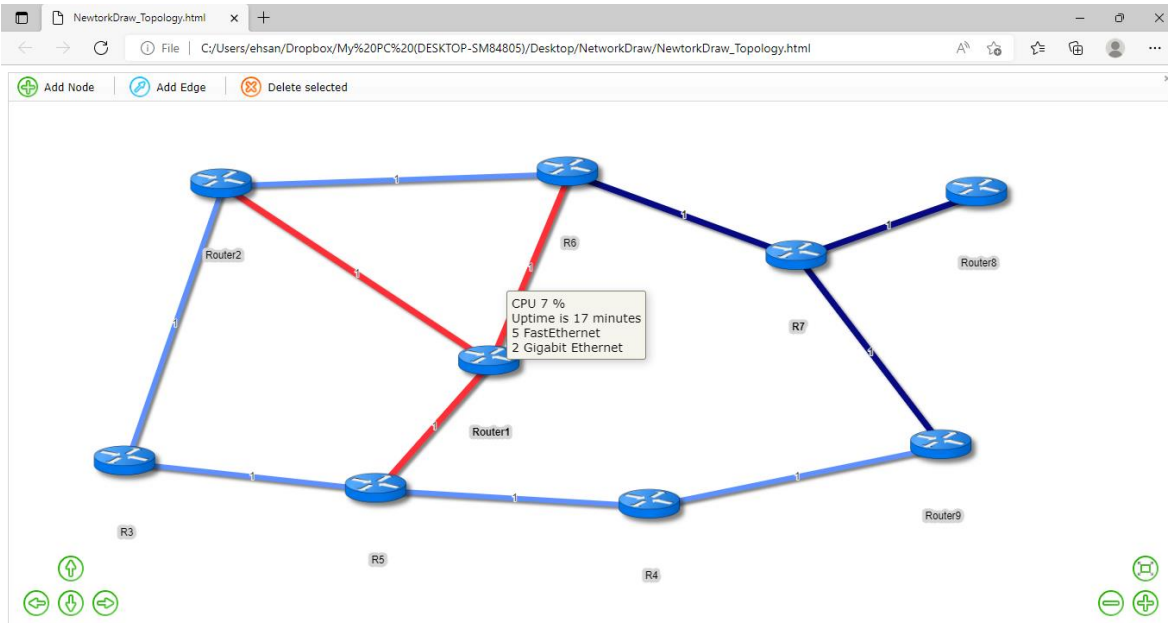 NewtorkDraw_Topology.html
File | C:/Users/ehsan/Dropbox/My%20PC%20(DESKTOP-SM84805)/Desktop/NetworkDraw/NewtorkDraw_Topology.html
Add Node
Add Edge
Delete selected
1
R6
1
Router8
Router2
1
1
1
1
CPU 7 %
Uptime is 17 minutes
5 FastEthernet
2 Gigabit Ethernet
R7
1
1
Router1
1
1
1
1
R3
R5
R4
Router9